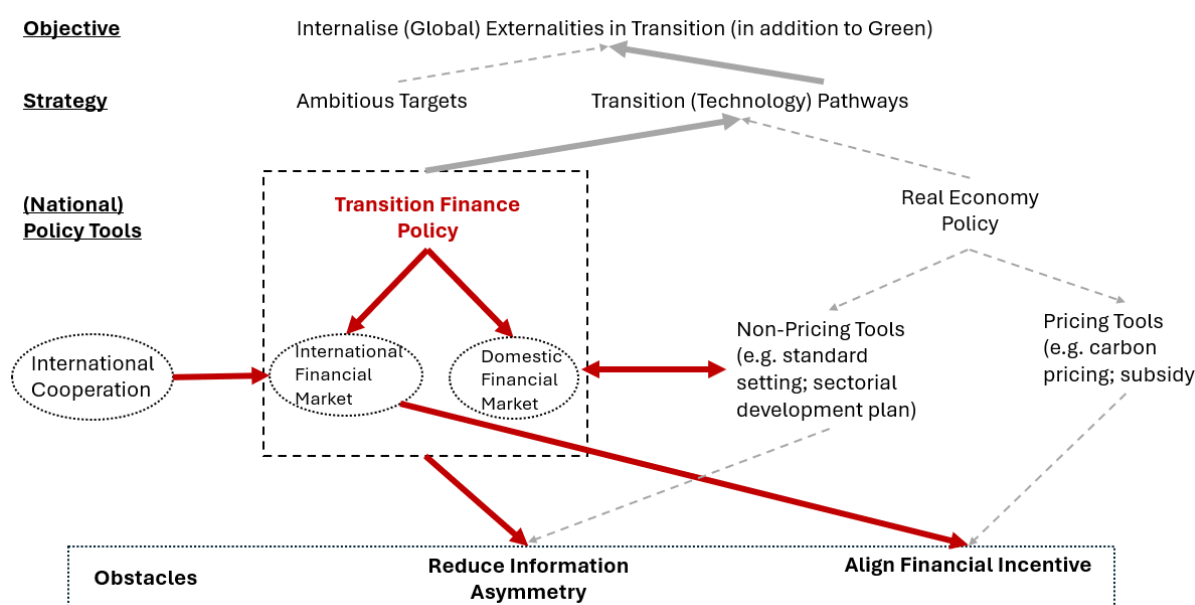 Objective
Internalise (Global) Externalities in Transition (in addition to Green)
Strategy
Ambitious Targets
Transition (Technology) Pathways
(National)
Policy Tools
Transition Finance
Policy
Real Economy
Policy
International
Cooperation
International
Financial
Market
Domestic
Financial
Market
Non-Pricing Tools
(e.g. standard
setting; sectorial
development plan)
Pricing Tools
(e.g. carbon
pricing; subsidy
Obstacles
Reduce Information
Asymmetry
Align Financial Incentive